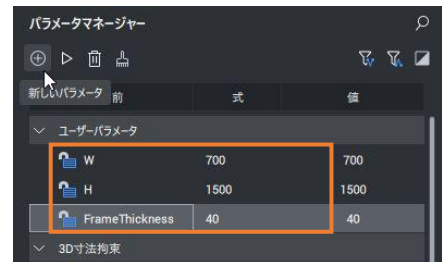 パラメータマネージャー
新しいパラメータ 前 式 値
ユーザーパラメータ
W 700 700
H 1500 1500
FrameThickness 40 40
3D寸法拘束